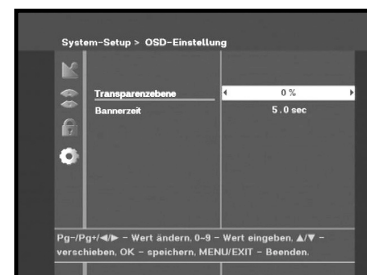 System-Setup > OSD-Einstellung
Transparenzebene 0 %
Bannerzeit 5.0 sec
Pg-/Pg+/◄/► - Wert ändern, 0~9 - Wert eingeben, ▲/▼ -
verschieben, OK - speichern, MENU/EXIT - Beenden.